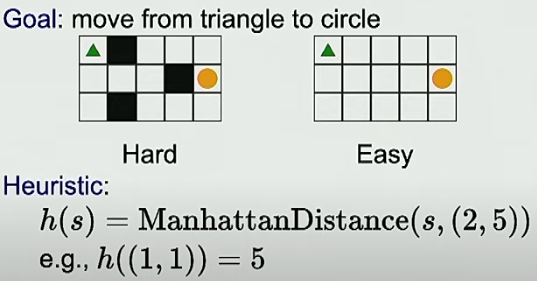 Goal: move from triangle to circle
Hard Easy
Heuristic:
h(s) = ManhattanDistance(s, (2, 5))
e.g., h((1, 1)) = 5